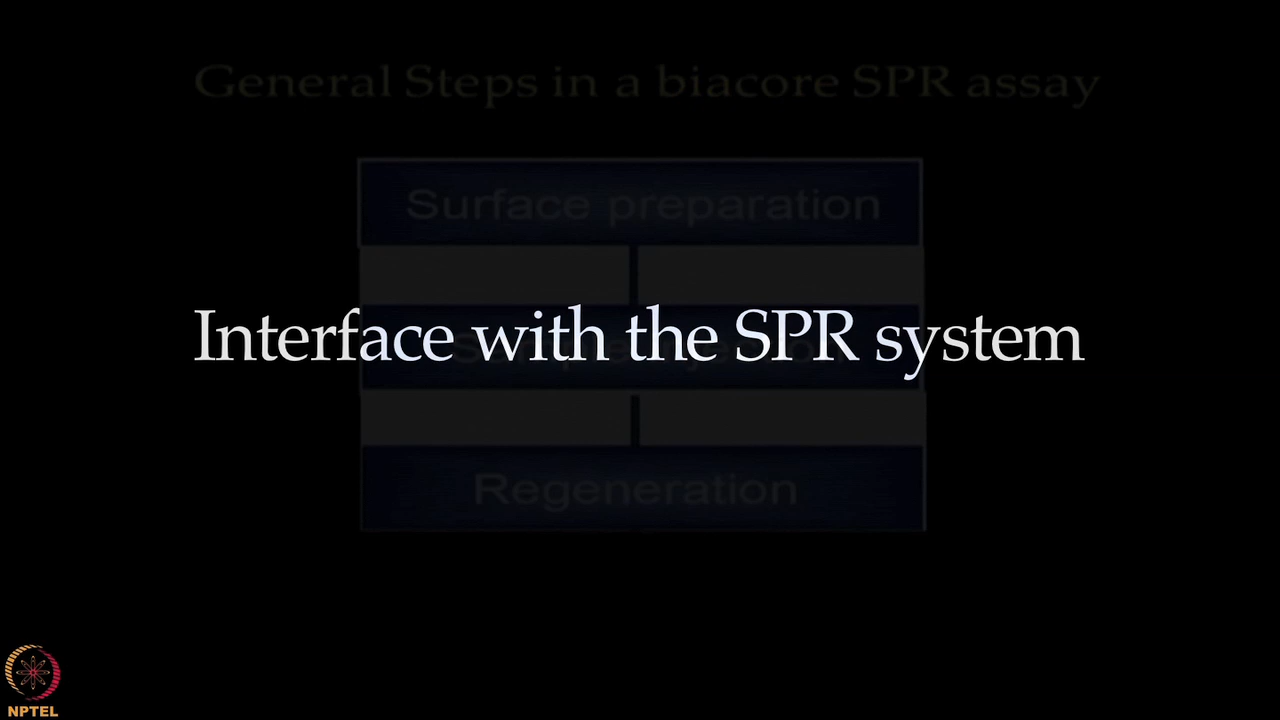 General Steps in a biacore SPR assay
Surface preparation
Interface with the SPR system
Regeneration
NPTEL